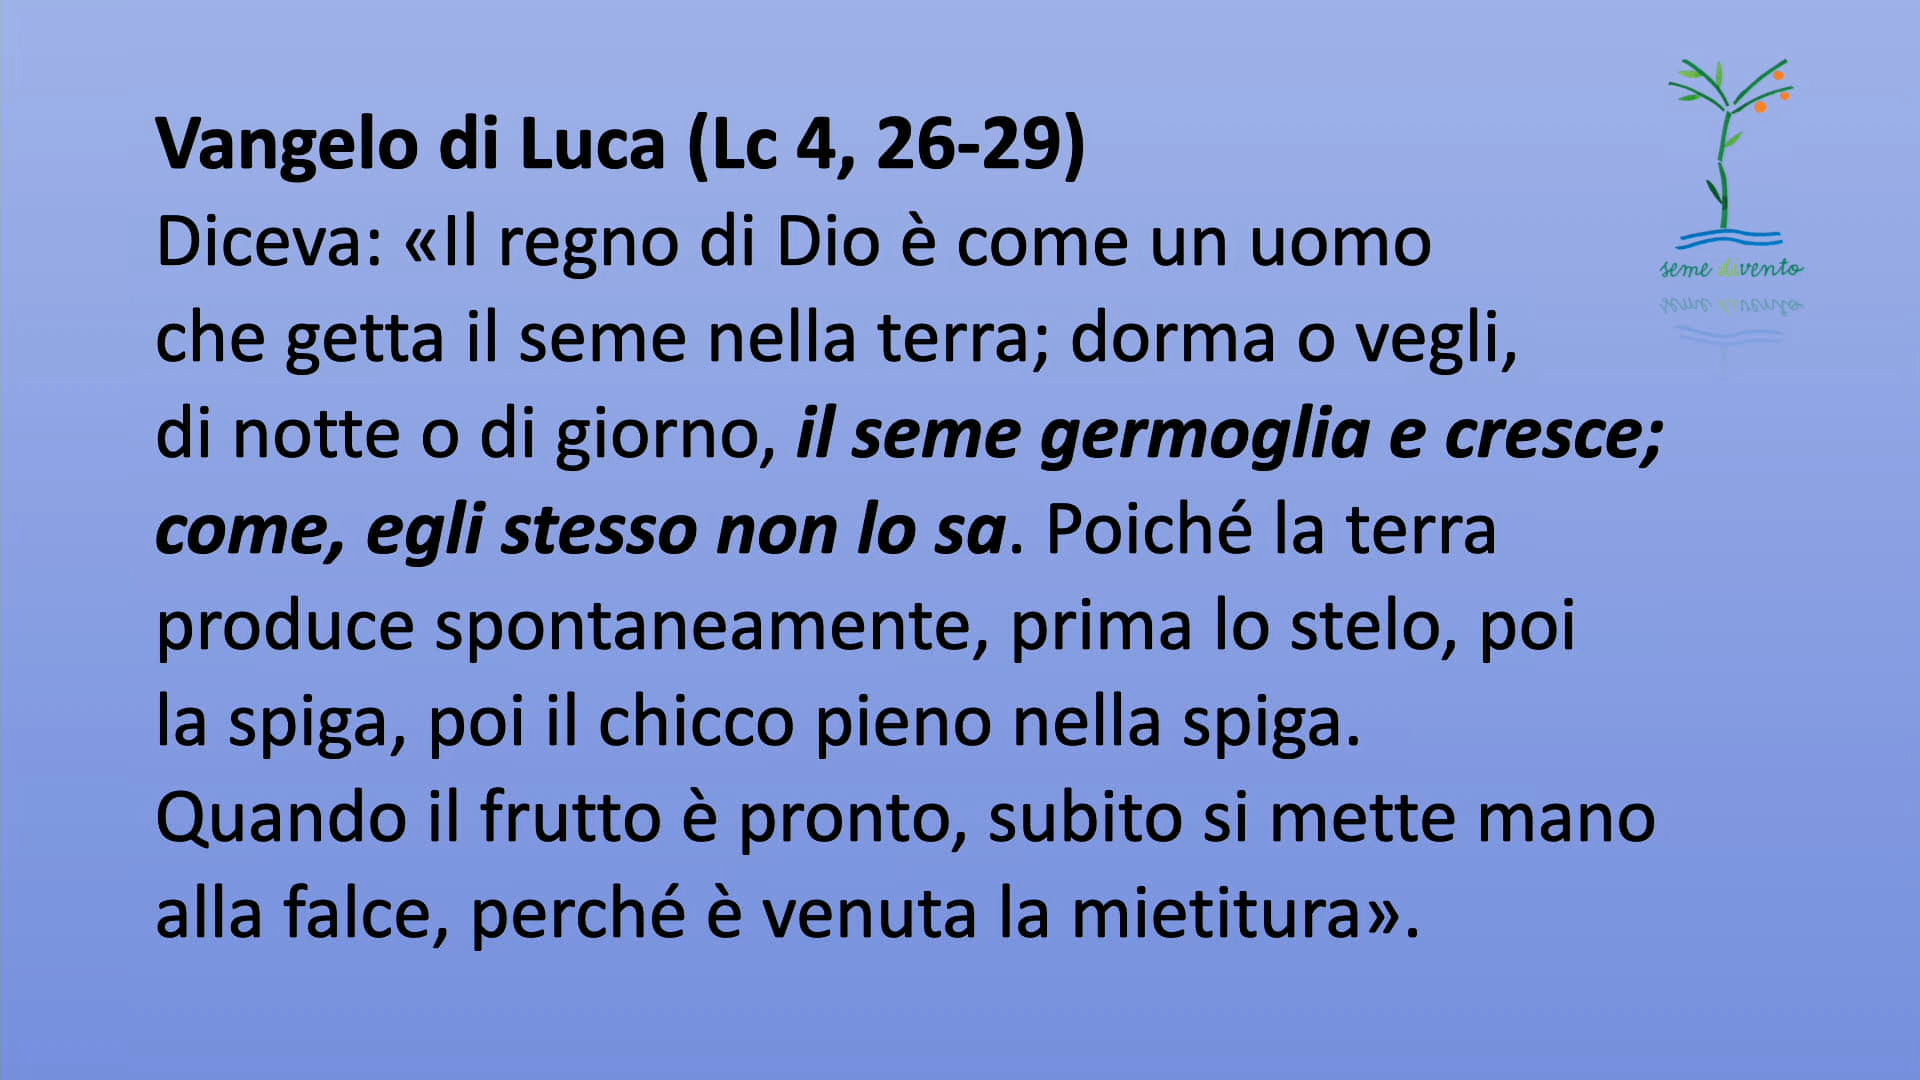 Vangelo di Luca (Lc 4, 26-29)
Diceva: «Il regno di Dio è come un uomo
che getta il seme nella terra; dorma o vegli,
di notte o di giorno, il seme germoglia e cresce;
come, egli stesso non lo sa. Poiché la terra
produce spontaneamente, prima lo stelo, poi
la spiga, poi il chicco pieno nella spiga.
Quando il frutto è pronto, subito si mette mano
alla falce, perché è venuta la mietitura».
seme divento